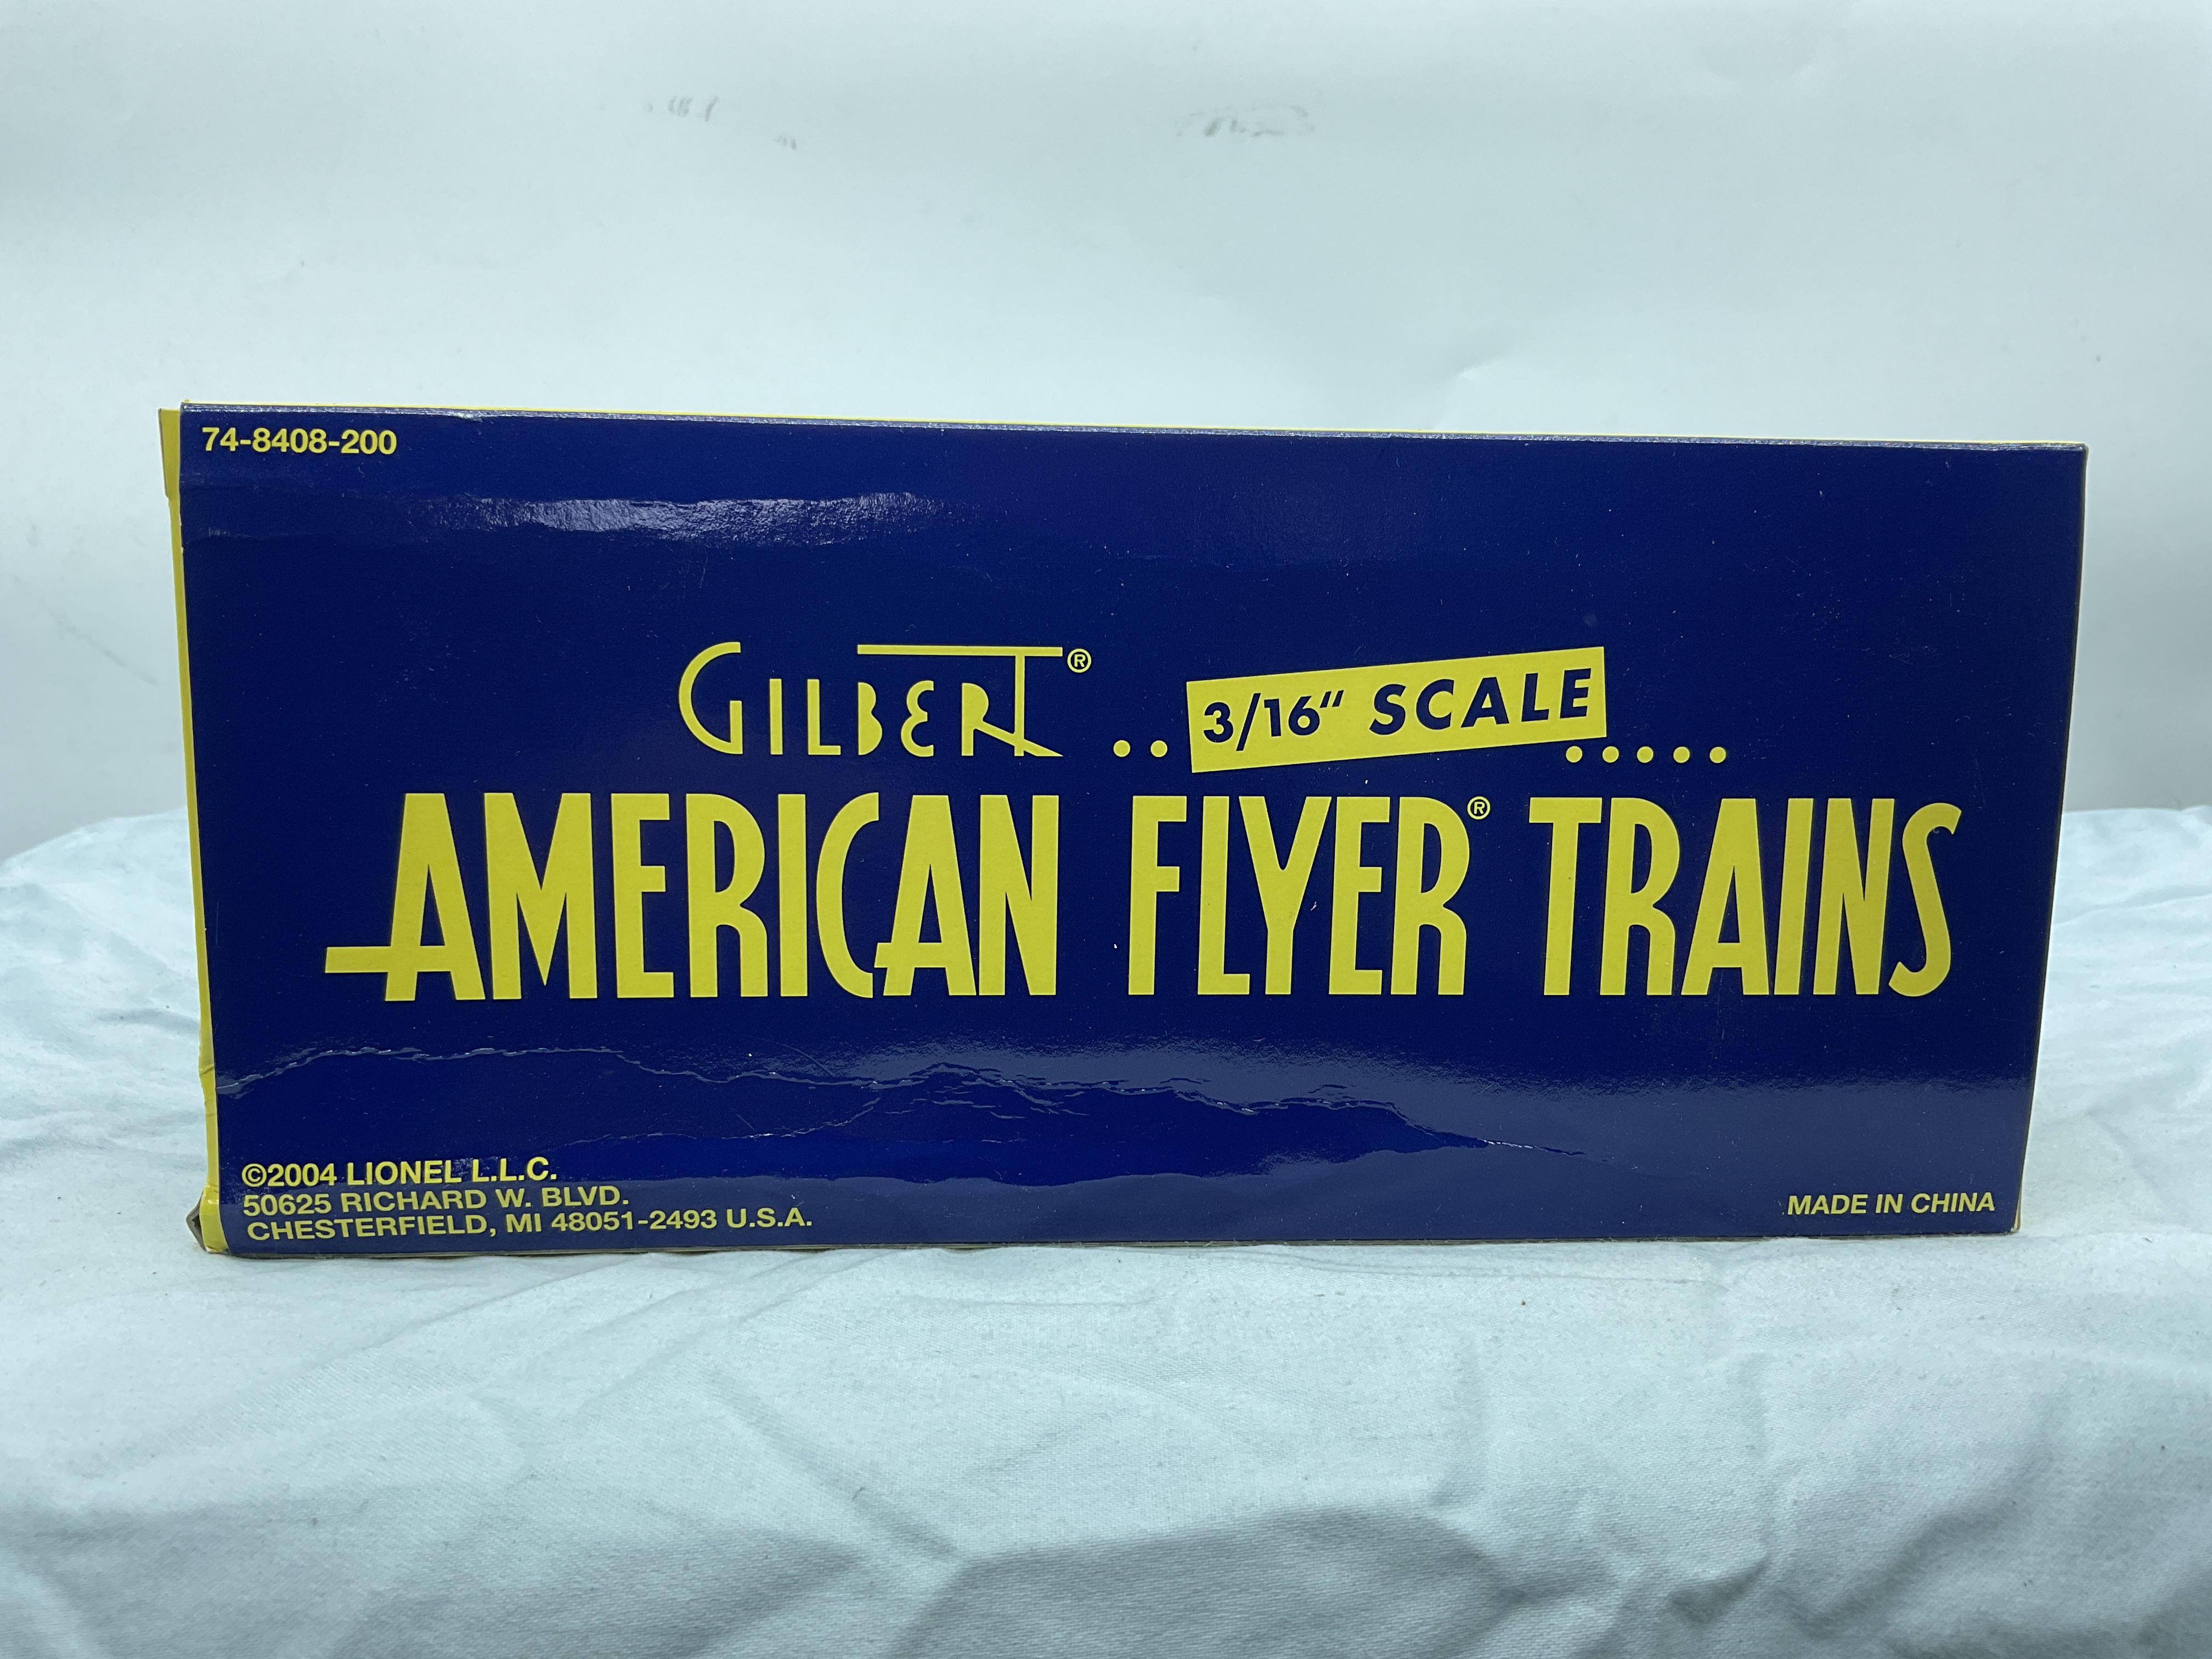 74-8408-200
GILBERT® .. 3/16“ SCALE .....
AMERICAN FLYER® TRAINS
©2004 LIONEL L.L.C.
50625 RICHARD W. BLVD.
CHESTERFIELD, MI 48051-2493 U.S.A.
MADE IN CHINA